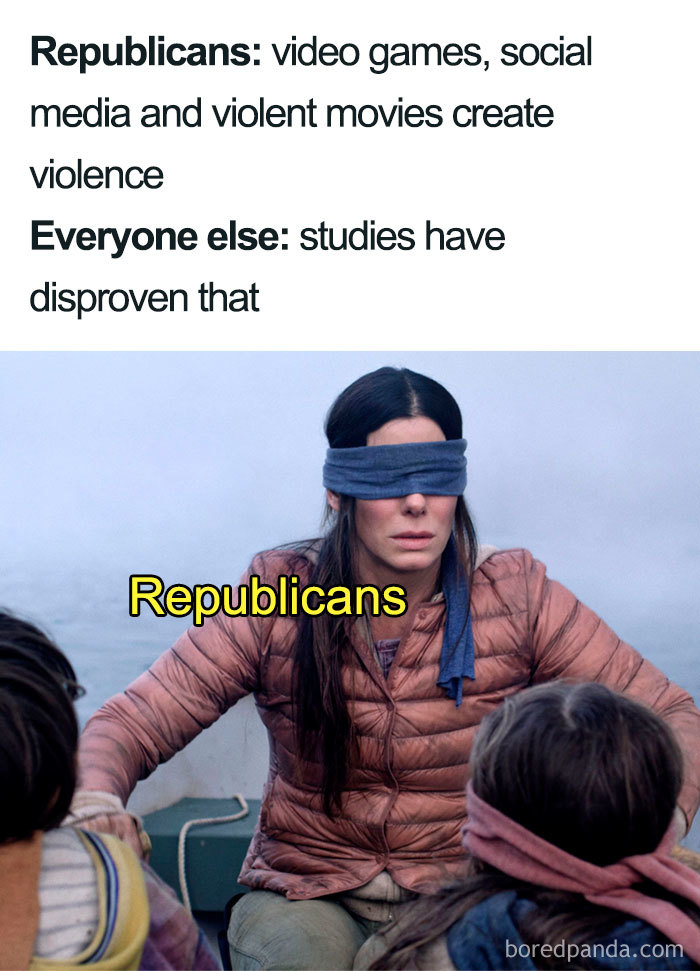 Republicans: video games, social
media and violent movies create
violence
Everyone else: studies have
disproven that
Republicans
boredpanda.com